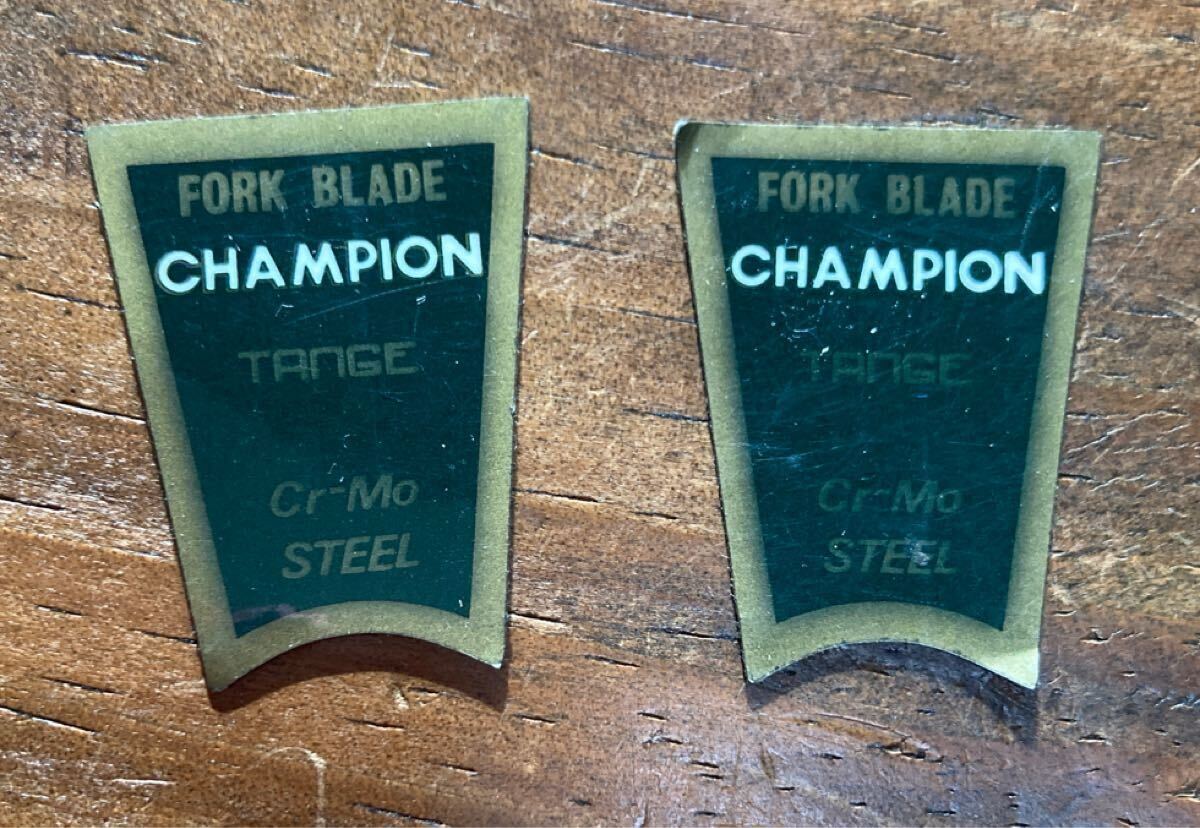 FORK BLADE
CHAMPION
TANGE
Cr-Mo
STEEL
FORK BLADE
CHAMPION
TANGE
Cr-Mo
STEEL